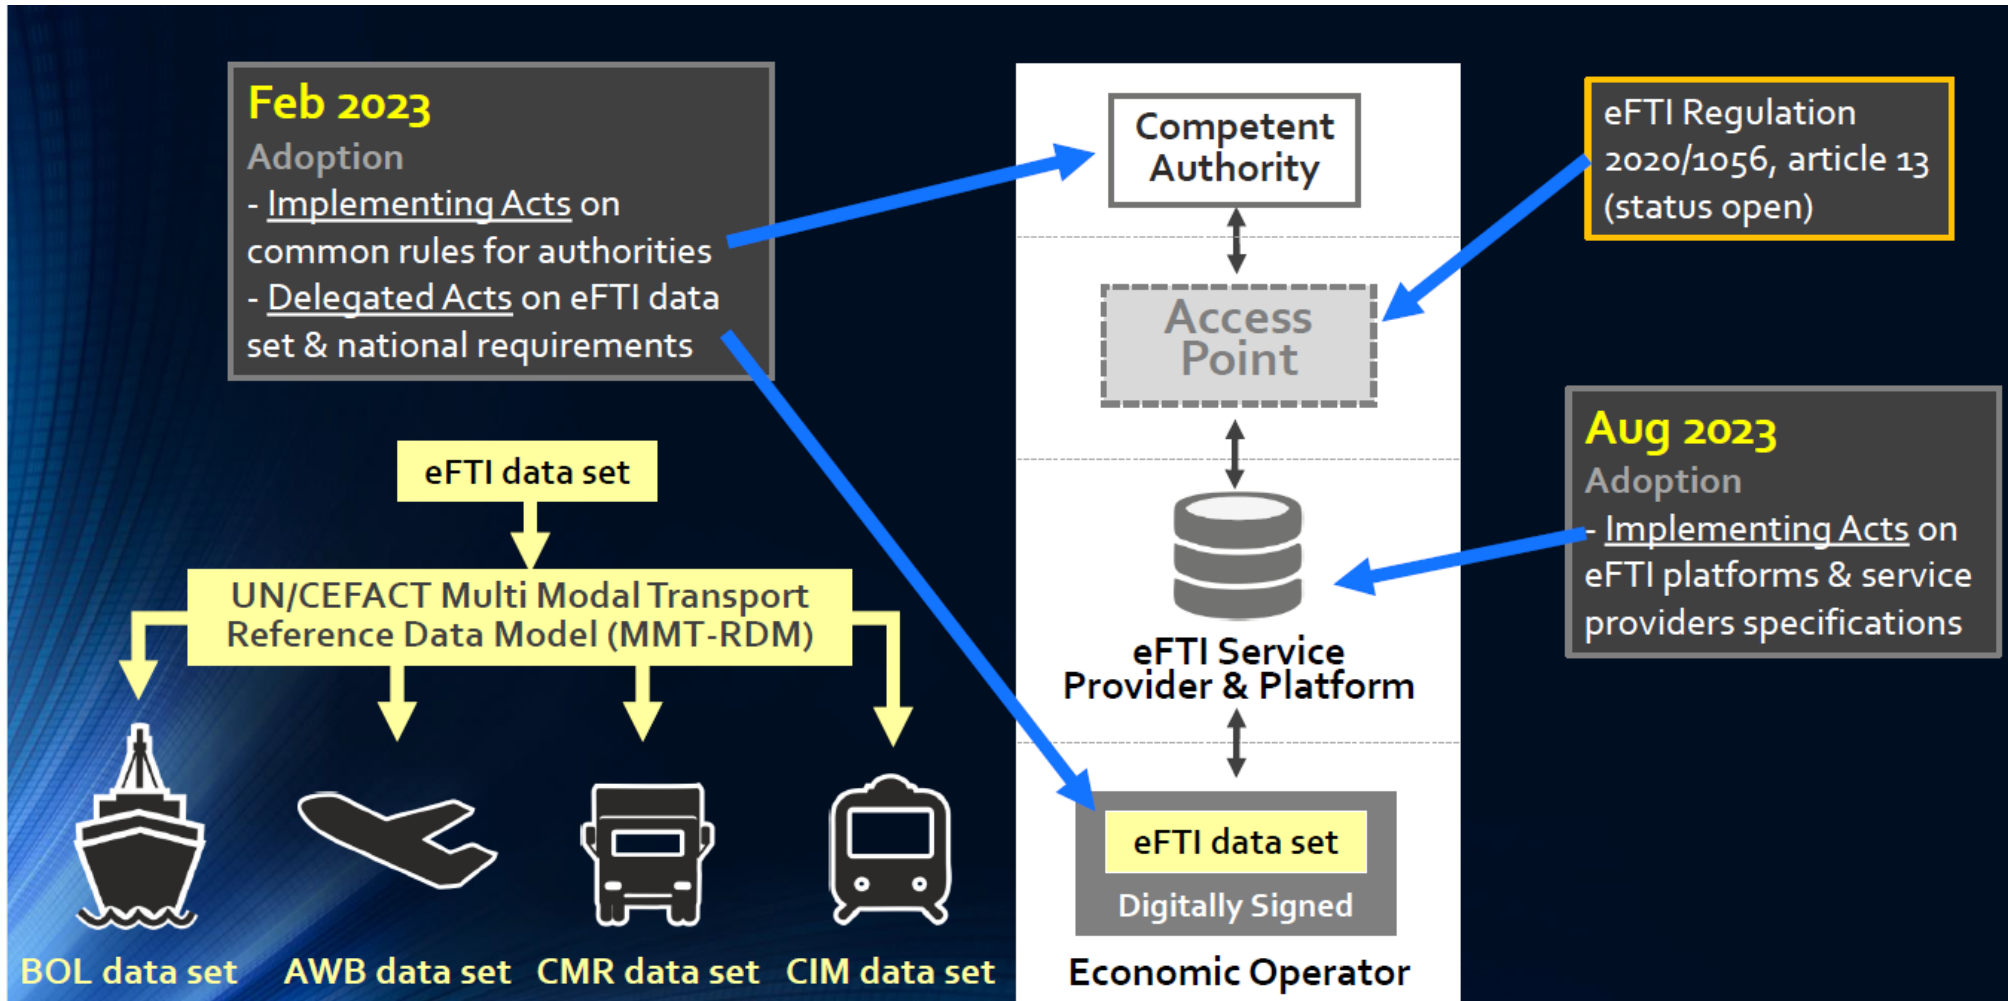 Feb 2023
Adoption
- Implementing Acts on
common rules for authorities
- Delegated Acts on eFTI data
set & national requirements
eFTI data set
UN/CEFACT Multi Modal Transport
Reference Data Model (MMT-RDM)
BOL data set
AWB data set
CMR data set
CIM data set
Competent
Authority
Access
Point
eFTI Service
Provider & Platform
eFTI data set
Digitally Signed
Economic Operator
eFTI Regulation
2020/1056, article 13
(status open)
Aug 2023
Adoption
- Implementing Acts on
eFTI platforms & service
providers specifications